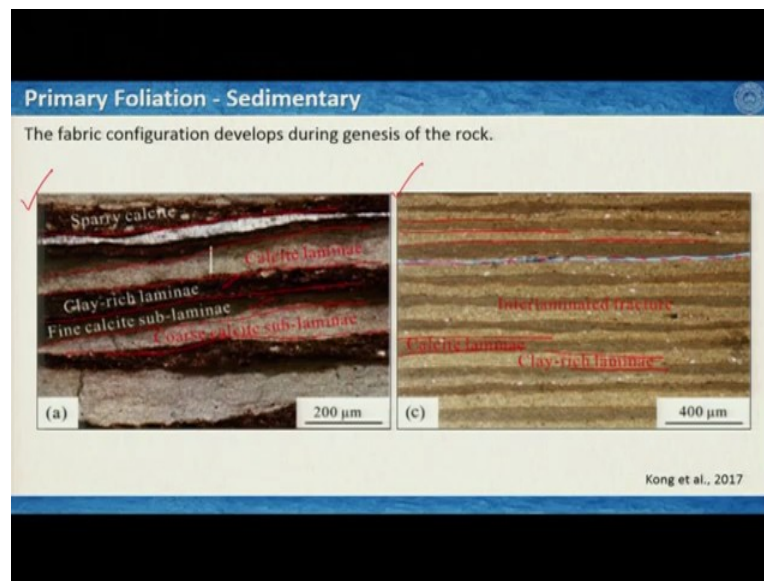 Primary Foliation - Sedimentary
The fabric configuration develops during genesis of the rock.
Sparry calcite
Calcite laminae
Clay-rich laminae
Fine calcite sub-laminae
Coarse calcite sub-laminae
(a)
200 μm
Interlaminated fracture
Calcite laminae
Clay-rich laminae
(c)
400 μm
Kong et al., 2017